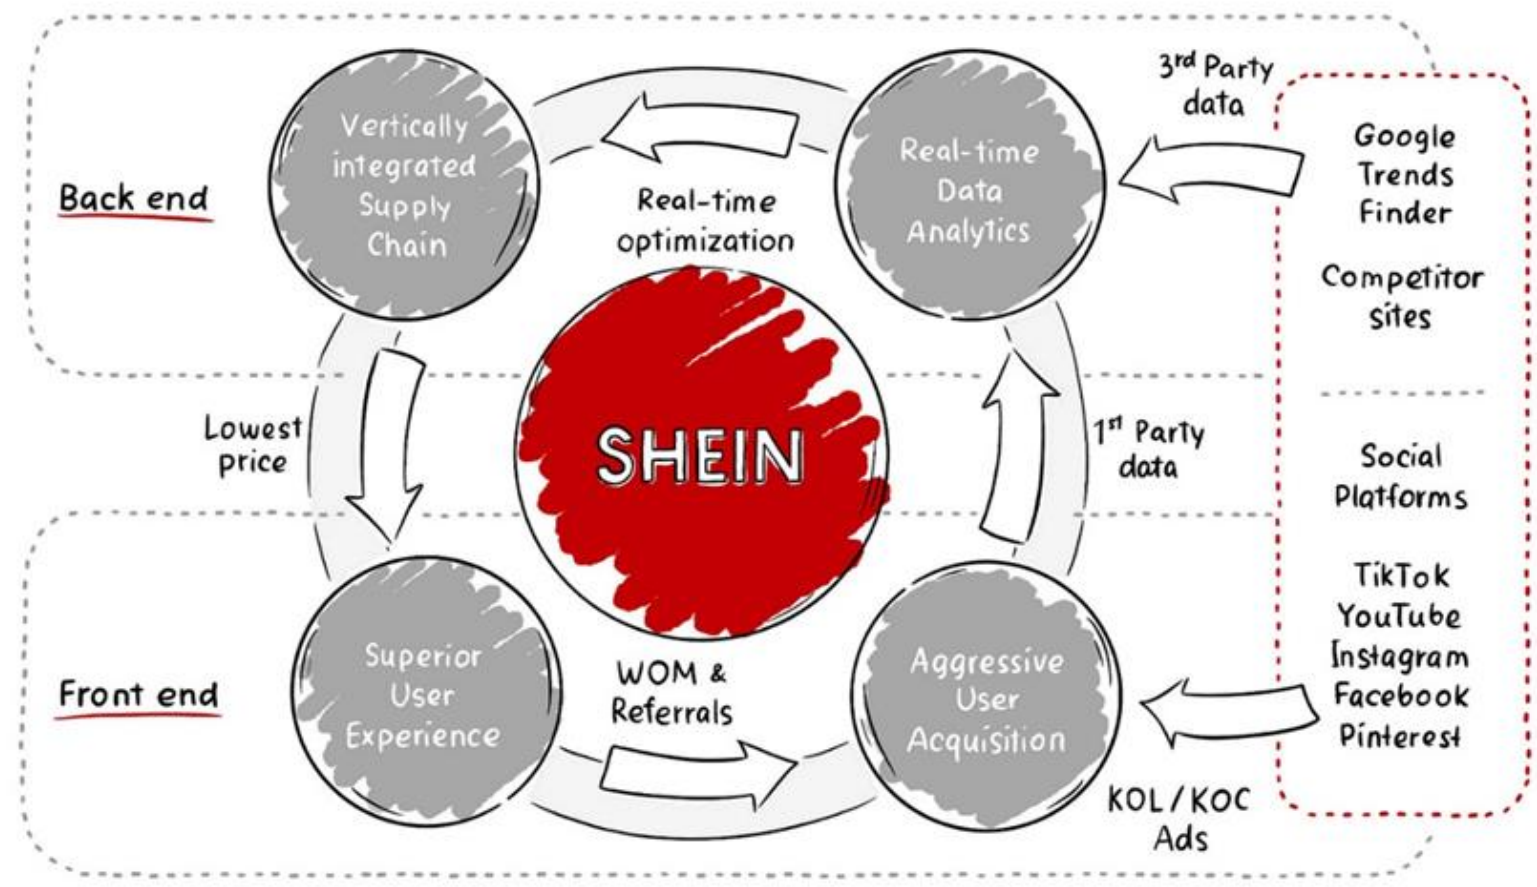 Back end
Vertically
integrated
Supply
Chain
Real-time
optimization
Real-time
Data
Analytics
3rd Party
data
Google
Trends
Finder
Competitor
sites
Lowest
price
SHEIN
1st Party
data
Social
Platforms
TikTok
YouTube
Instagram
Facebook
Pinterest
Front end
Superior
User
Experience
WOM &
Referrals
Aggressive
User
Acquisition
KOL/KOC
Ads